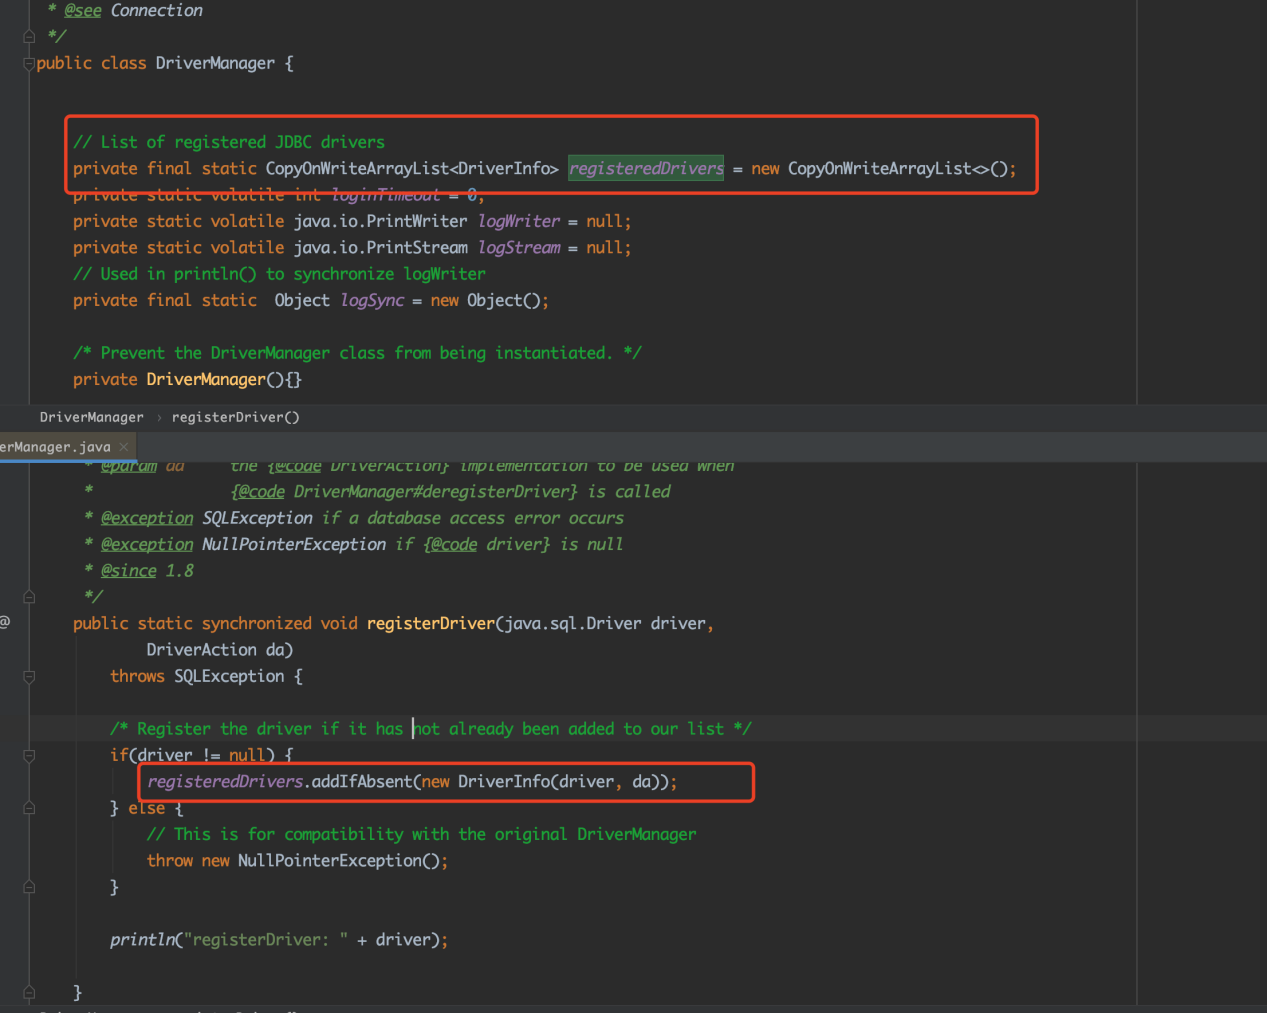 * @see Connection
*/
public class DriverManager {
// List of registered JDBC drivers
private final static CopyOnWriteArrayList<DriverInfo> registeredDrivers = new CopyOnWriteArrayList<>();
private static volatile int loginTimeout = 0;
private static volatile java.io.PrintWriter logWriter = null;
private static volatile java.io.PrintStream logStream = null;
// Used in println() to synchronize logWriter
private final static  Object logSync = new Object();
/* Prevent the DriverManager class from being instantiated. */
private DriverManager(){}
DriverManager › registerDriver()
erManager.java ×
* @param da     the {@code DriverAction} implementation to be used when
*               {@code DriverManager#deregisterDriver} is called
* @exception SQLException if a database access error occurs
* @exception NullPointerException if {@code driver} is null
* @since 1.8
*/
@
public static synchronized void registerDriver(java.sql.Driver driver,
DriverAction da)
throws SQLException {
/* Register the driver if it has not already been added to our list */
if(driver != null) {
registeredDrivers.addIfAbsent(new DriverInfo(driver, da));
} else {
// This is for compatibility with the original DriverManager
throw new NullPointerException();
}
println("registerDriver: " + driver);
}